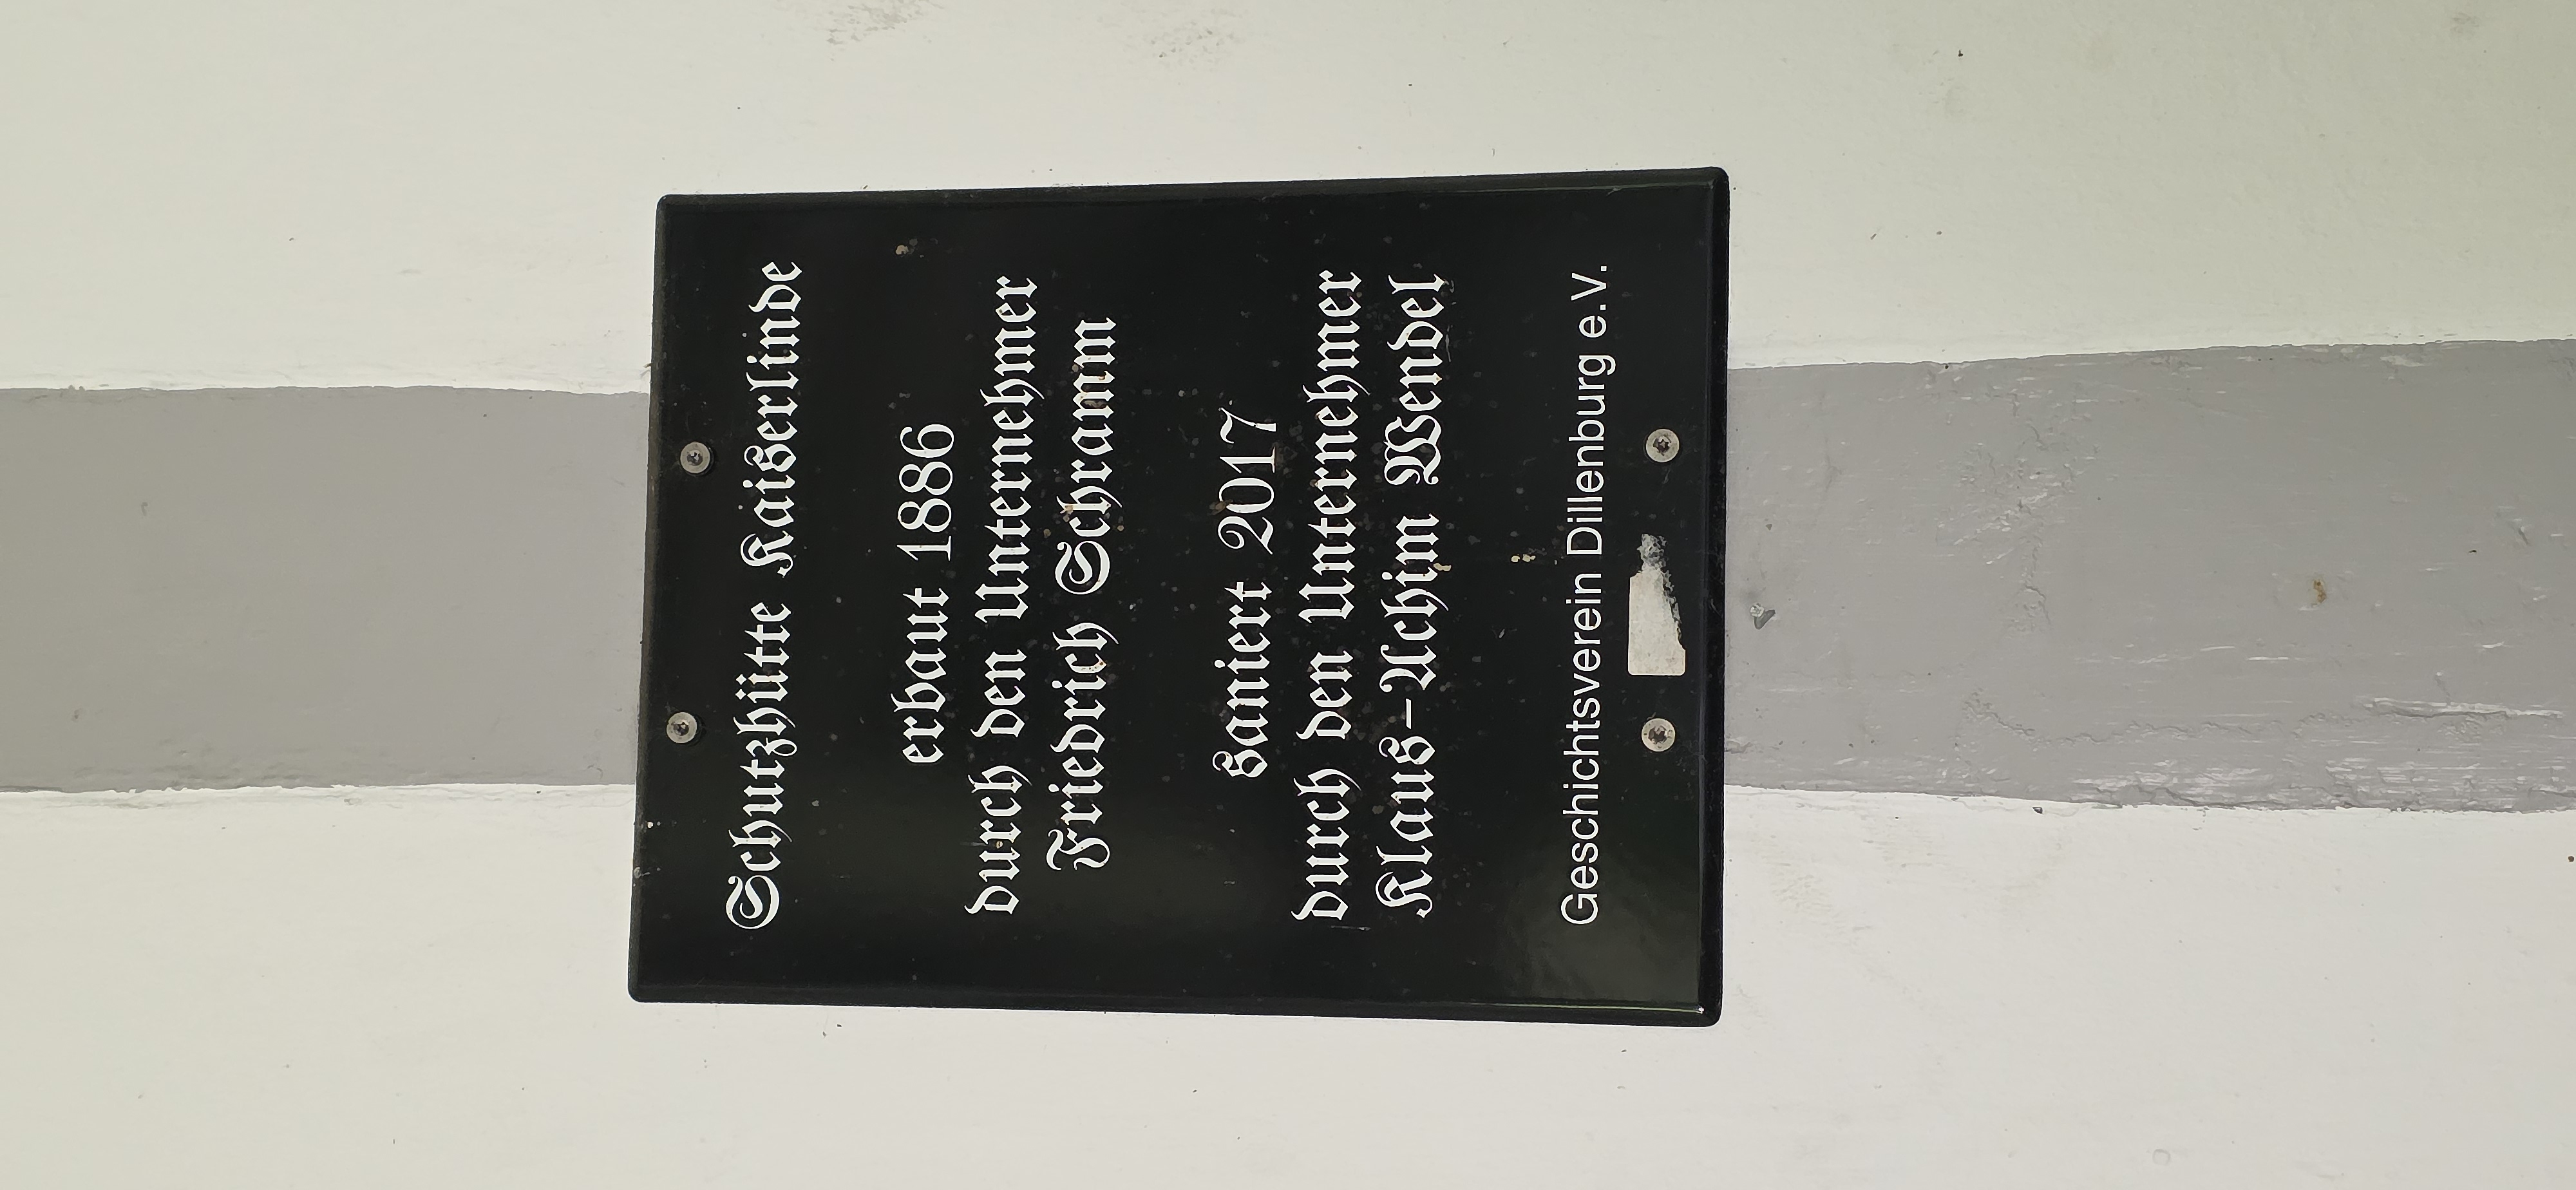 Schutzhütte Kaiserlinde
erbaut 1886
durch den Unternehmer
Friedrich Schramm
saniert 2017
durch den Unternehmer
Klaus-Achim Wendel
Geschichtsverein Dillenburg e.V.